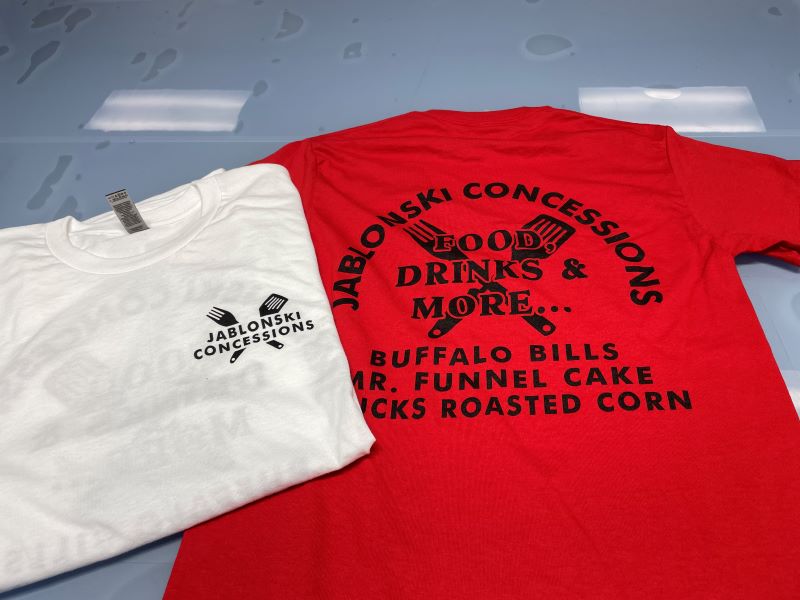 JABLONSKI
CONCESSIONS
JABLONSKI CONCESSIONS
FOOD,
DRINKS &
MORE...
BUFFALO BILLS
MR. FUNNEL CAKE
ROASTED CORN